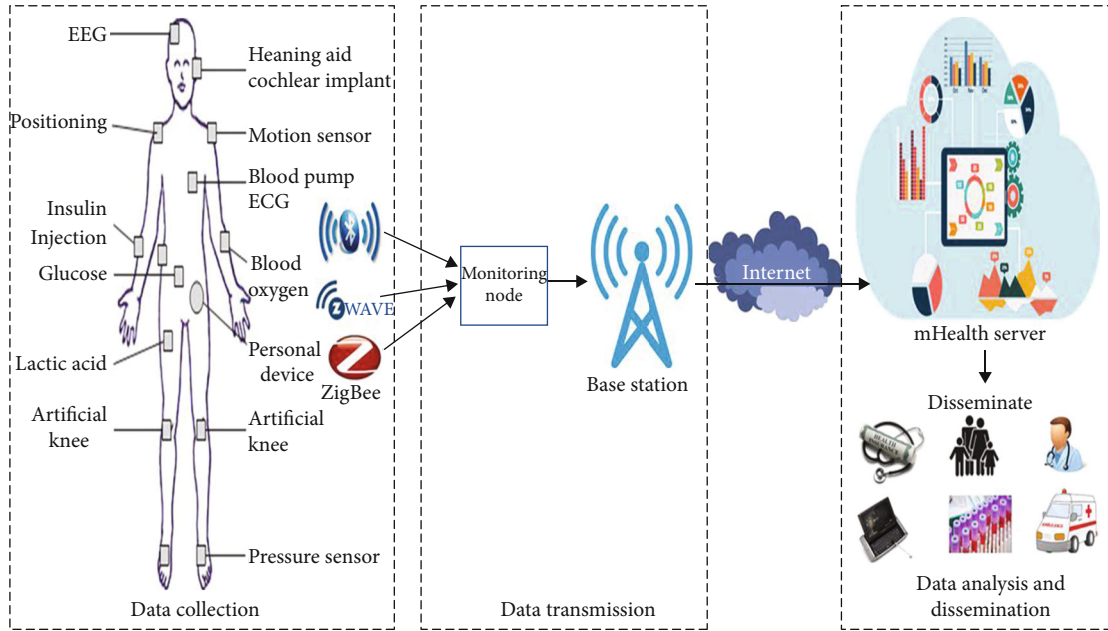 EEG
Heaning aid
cochlear implant
Positioning
Motion sensor
Blood pump
ECG
Insulin
Injection
Glucose
Blood
oxygen
Lactic acid
Personal
device
Artificial
knee
Artificial
knee
Pressure sensor
Z WAVE
ZigBee
Data collection
Monitoring
node
Base station
Data transmission
Internet
mHealth server
Disseminate
HEALTH
AMBULANCE
Data analysis and
dissemination